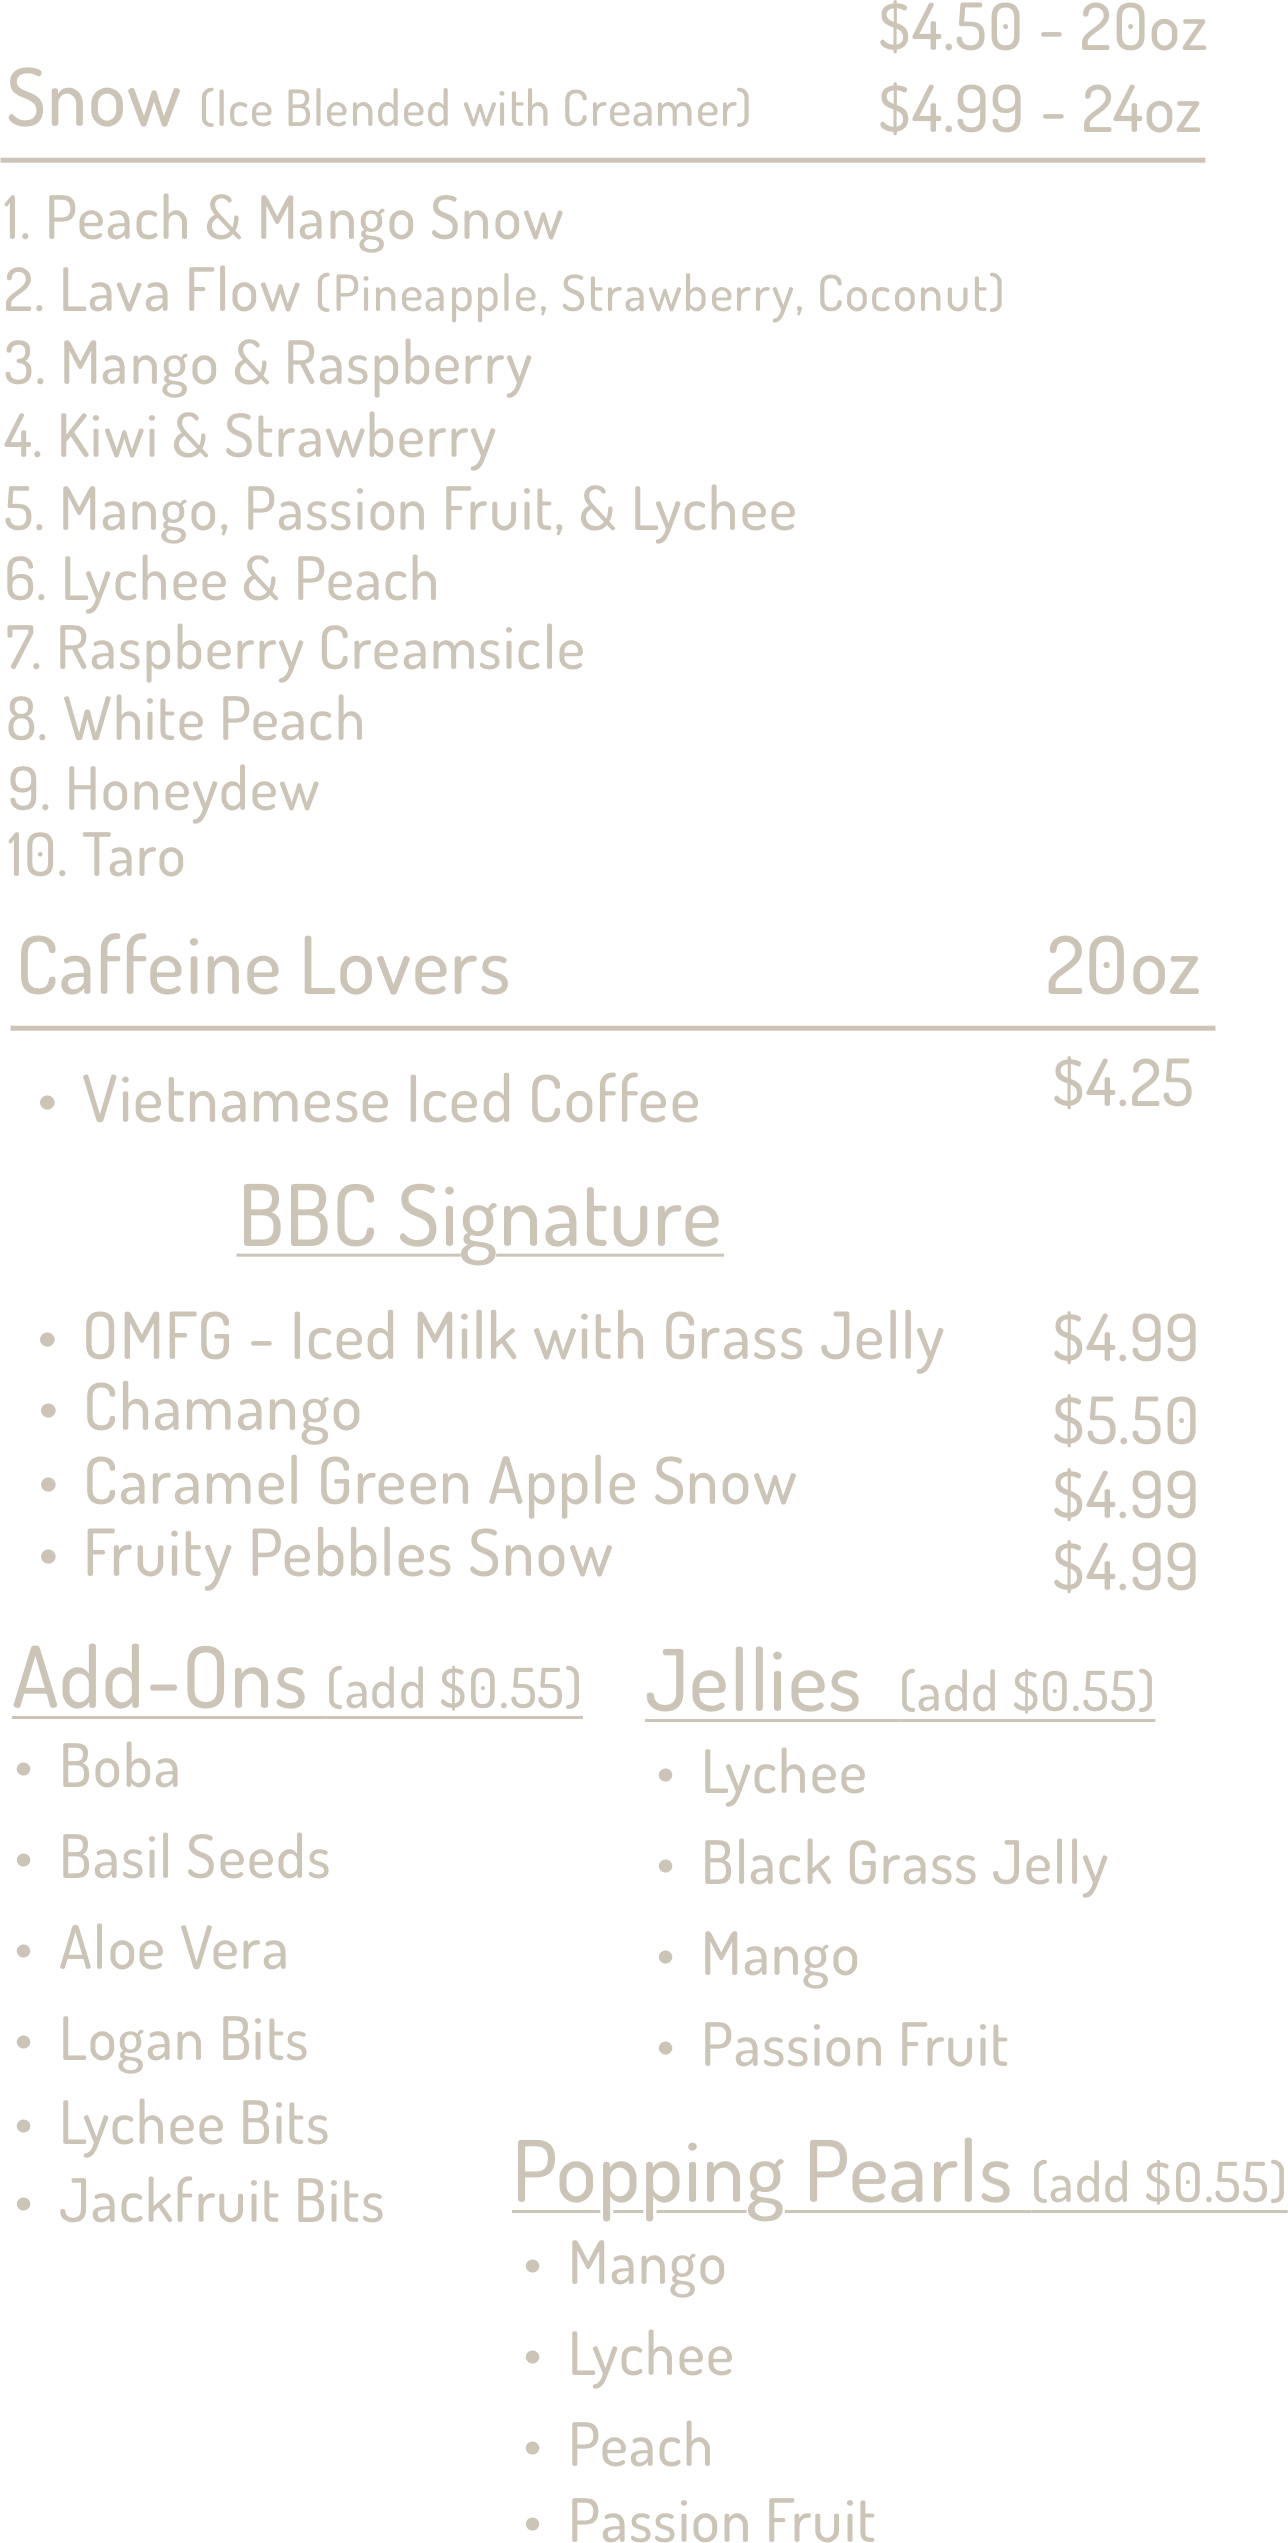 $4.50 - 20oz
Snow (Ice Blended with Creamer) $4.99 - 24oz
1. Peach & Mango Snow
2. Lava Flow (Pineapple, Strawberry, Coconut)
3. Mango & Raspberry
4. Kiwi & Strawberry
5. Mango, Passion Fruit, & Lychee
6. Lychee & Peach
7. Raspberry Creamsicle
8. White Peach
9. Honeydew
10. Taro
Caffeine Lovers 20oz
• Vietnamese Iced Coffee $4.25
BBC Signature
• OMFG - Iced Milk with Grass Jelly $4.99
• Chamango $5.50
• Caramel Green Apple Snow $4.99
• Fruity Pebbles Snow $4.99
Add-Ons (add $0.55)
• Boba
• Basil Seeds
• Aloe Vera
• Logan Bits
• Lychee Bits
• Jackfruit Bits
Jellies (add $0.55)
• Lychee
• Black Grass Jelly
• Mango
• Passion Fruit
Popping Pearls (add $0.55)
• Mango
• Lychee
• Peach
• Passion Fruit